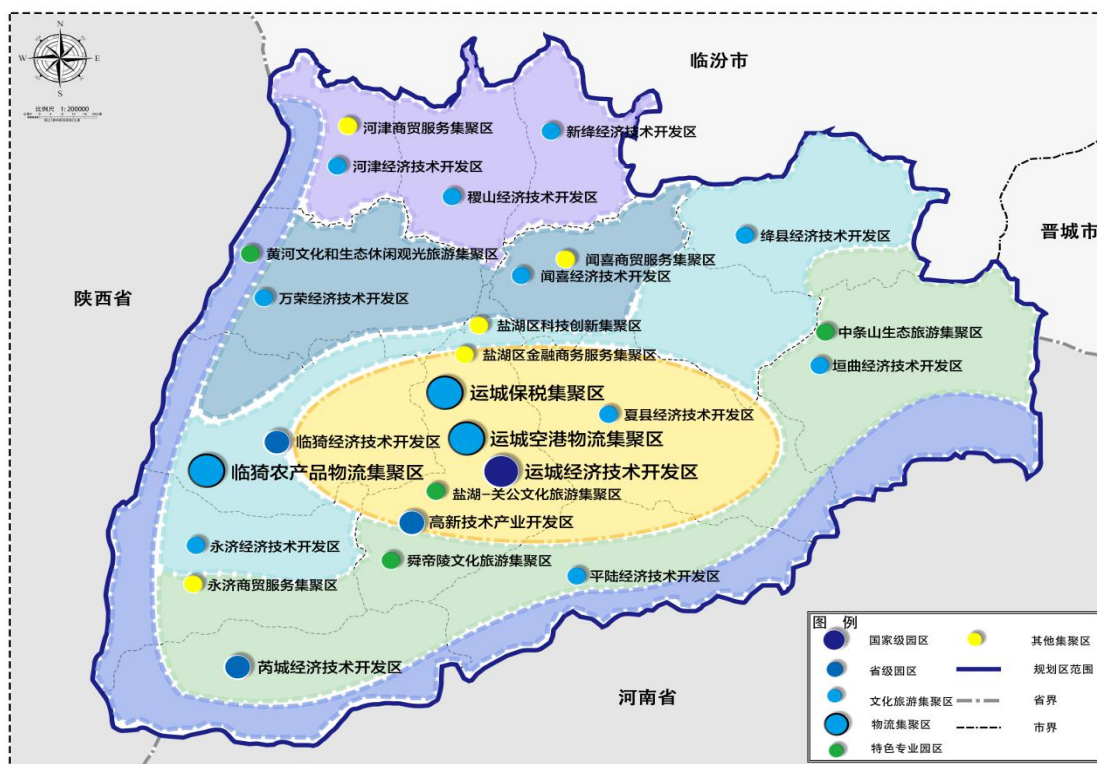 N
W
E
S
比例尺 1: 200000
临汾市
晋城市
陕西省
河南省
河津商贸服务集聚区
新绛经济技术开发区
河津经济技术开发区
稷山经济技术开发区
绛县经济技术开发区
黄河文化和生态休闲观光旅游集聚区
闻喜商贸服务集聚区
闻喜经济技术开发区
万荣经济技术开发区
盐湖区科技创新集聚区
中条山生态旅游集聚区
盐湖区金融商务服务集聚区
垣曲经济技术开发区
运城保税集聚区
夏县经济技术开发区
临猗经济技术开发区
运城空港物流集聚区
临猗农产品物流集聚区
运城经济技术开发区
盐湖-关公文化旅游集聚区
高新技术产业开发区
永济经济技术开发区
舜帝陵文化旅游集聚区
永济商贸服务集聚区
平陆经济技术开发区
芮城经济技术开发区
图 例
国家级园区
其他集聚区
省级园区
规划区范围
文化旅游集聚区
省界
物流集聚区
市界
特色专业园区